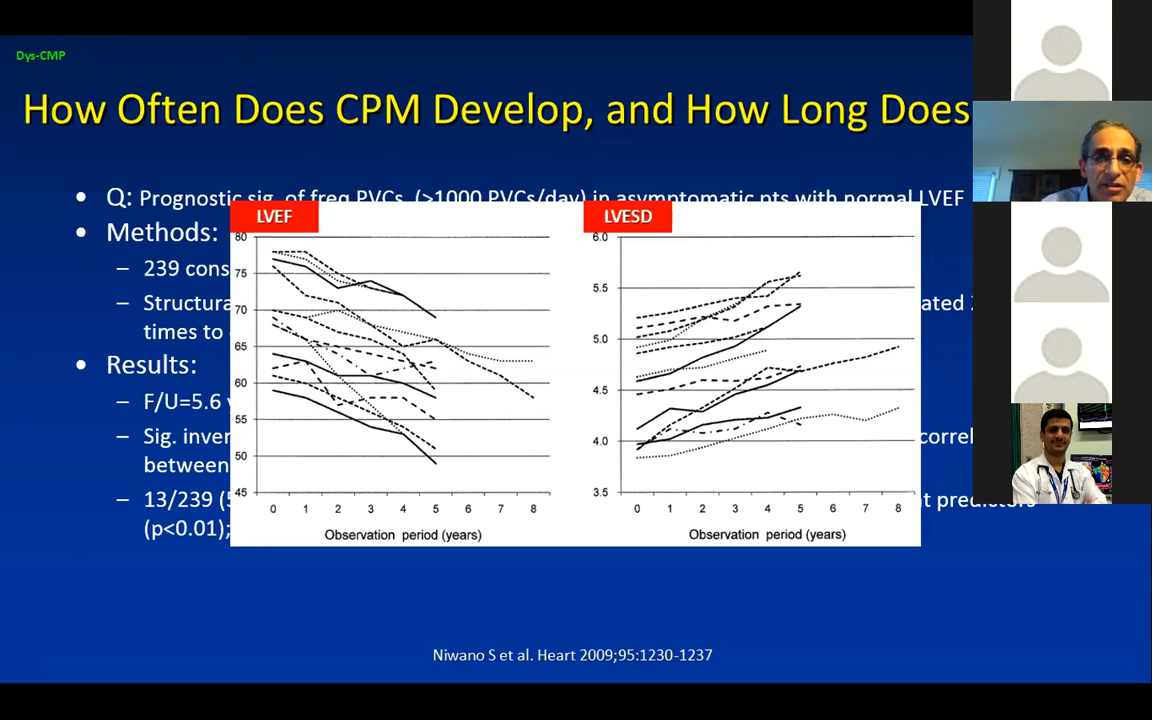 Dys-CMP
How Often Does CPM Develop, and How Long Does
• Q: Prognostic sig. of freq PVCs (>1000 PVCs/day) in asymptomatic pts with normal LVEF
• Methods:
– 239 cons
– Structura ated
times to
• Results:
– F/U=5.6
– Sig. inver correl
between
– 13/239 ( t predictors
(p<0.01);
LVEF
80
75
70
65
60
55
50
45
0 1 2 3 4 5 6 7 8
Observation period (years)
LVESD
6.0
5.5
5.0
4.5
4.0
3.5
0 1 2 3 4 5 6 7 8
Observation period (years)
Niwano S et al. Heart 2009;95:1230-1237